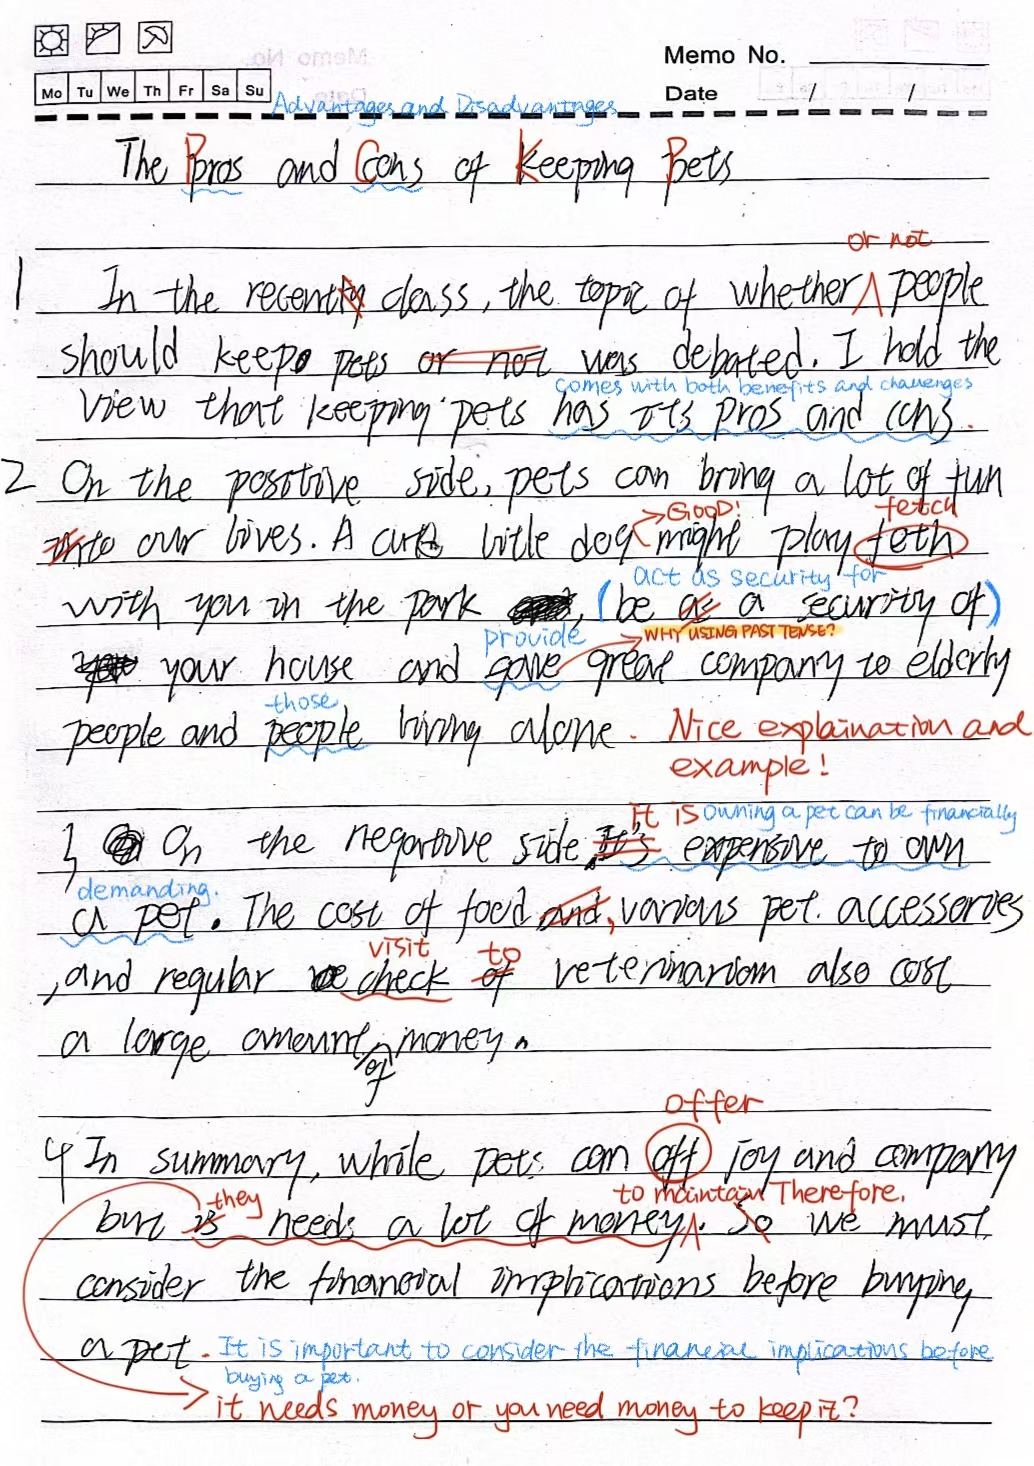 Memo No.
Mo Tu We Th Fr Sa Su
Date / /
Advantages and Disadvantages
The Pros and Cons of Keeping Pets
or not
1 In the recently class, the topic of whether people
should keep pets or not was debated. I hold the
comes with both benefits and challenges
view that keeping pets has its pros and cons.
2 On the positive side, pets can bring a lot of fun
GOOD! fetch
into our lives. A cute little dog might play feth
act as security for
with you in the park, (be as a security of)
provide WHY USING PAST TENSE?
your house and gave great company to elderly
those
people and people living alone. Nice explaination and
example!
it is owning a pet can be financially
3 On the negative side, It's expensive to own
demanding.
a pet. The cost of food and, various pet accesseries
visit to
, and regular check of veterinariam also cost
a large amount of money.
offer
4 In summary, while pets can off joy and company
they to maintain Therefore,
but is needs a lot of money. So we must
consider the financial implications before buying
a pet. It is important to consider the financial implications before
buying a pet.
it needs money or you need money to keep it?